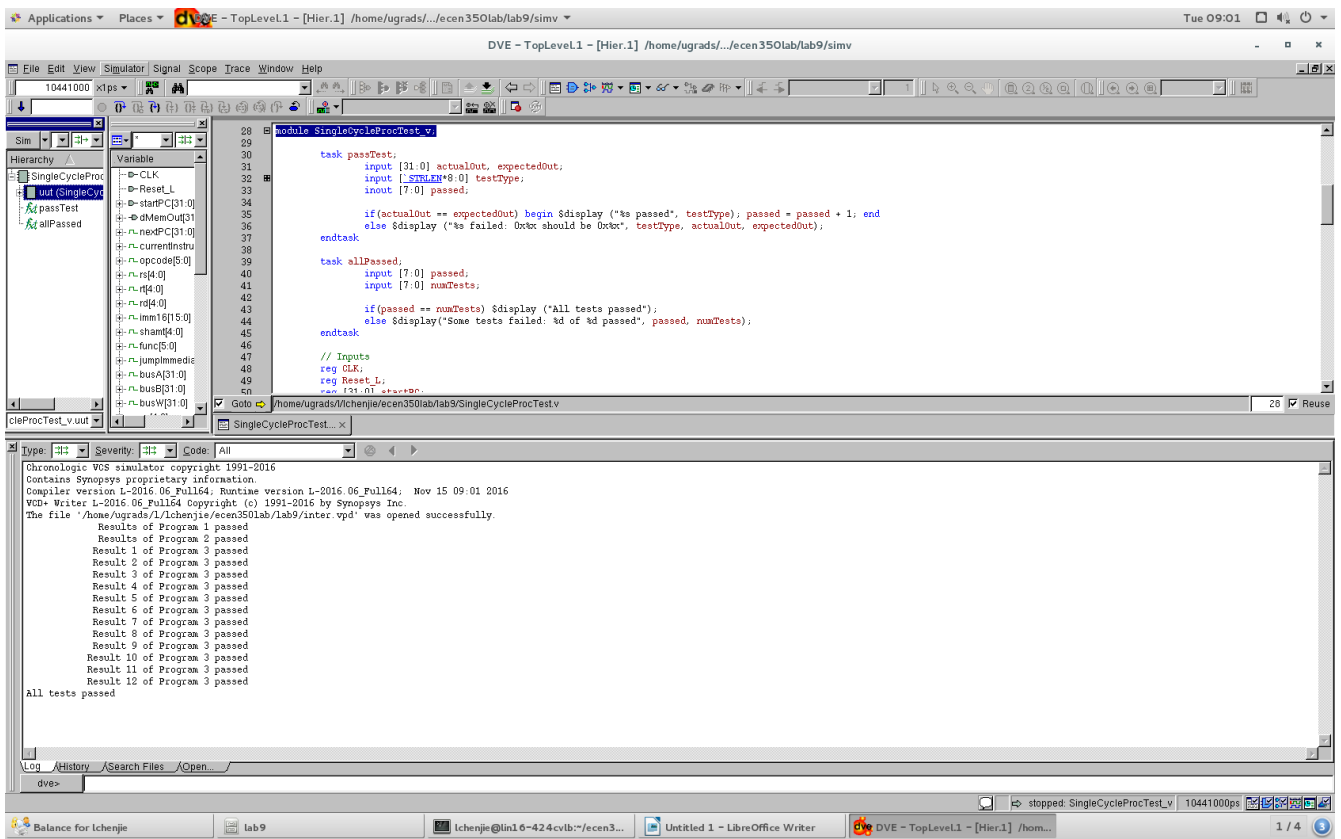 Applications Places DVE - TopLevel.1 - [Hier.1] /home/ugrads/.../ecen350lab/lab9/simv Tue 09:01
DVE - TopLevel.1 - [Hier.1] /home/ugrads/.../ecen350lab/lab9/simv
File Edit View Simulator Signal Scope Trace Window Help
10441000 x1ps
1
Sim
Hierarchy
SingleCycleProc
uut (SingleCyc
passTest
allPassed
cleProcTest_v.uut
*
Variable
CLK
Reset_L
startPC[31:0]
dMemOut[31
nextPC[31:0]
currentInstru
opcode[5:0]
rs[4:0]
rt[4:0]
rd[4:0]
imm16[15:0]
shamt[4:0]
func[5:0]
jumpImmedia
busA[31:0]
busB[31:0]
busW[31:0]
28 module SingleCycleProcTest_v;
29
30 task passTest;
31 input [31:0] actualOut, expectedOut;
32 input [`STRLEN*8:0] testType;
33 inout [7:0] passed;
34
35 if(actualOut == expectedOut) begin $display ("%s passed", testType); passed = passed + 1; end
36 else $display ("%s failed: 0x%x should be 0x%x", testType, actualOut, expectedOut);
37 endtask
38
39 task allPassed;
40 input [7:0] passed;
41 input [7:0] numTests;
42
43 if(passed == numTests) $display ("All tests passed");
44 else $display("Some tests failed: %d of %d passed", passed, numTests);
45 endtask
46
47 // Inputs
48 reg CLK;
49 reg Reset_L;
50 reg [31:0] startPC;
Goto /home/ugrads/l/lchenjie/ecen350lab/lab9/SingleCycleProcTest.v 28 Reuse
SingleCycleProcTest....
Type: Severity: Code: All
Chronologic VCS simulator copyright 1991-2016
Contains Synopsys proprietary information.
Compiler version L-2016.06_Full64; Runtime version L-2016.06_Full64; Nov 15 09:01 2016
VCD+ Writer L-2016.06_Full64 Copyright (c) 1991-2016 by Synopsys Inc.
The file '/home/ugrads/l/lchenjie/ecen350lab/lab9/inter.vpd' was opened successfully.
Results of Program 1 passed
Results of Program 2 passed
Result 1 of Program 3 passed
Result 2 of Program 3 passed
Result 3 of Program 3 passed
Result 4 of Program 3 passed
Result 5 of Program 3 passed
Result 6 of Program 3 passed
Result 7 of Program 3 passed
Result 8 of Program 3 passed
Result 9 of Program 3 passed
Result 10 of Program 3 passed
Result 11 of Program 3 passed
Result 12 of Program 3 passed
All tests passed
Log History Search Files Open...
dve>
stopped: SingleCycleProcTest_v 10441000ps
Balance for lchenjie lab9 lchenjie@lin16-424cvlb:~/ecen3... Untitled 1 - LibreOffice Writer DVE - TopLevel.1 - [Hier.1] /hom... 1 / 4 3